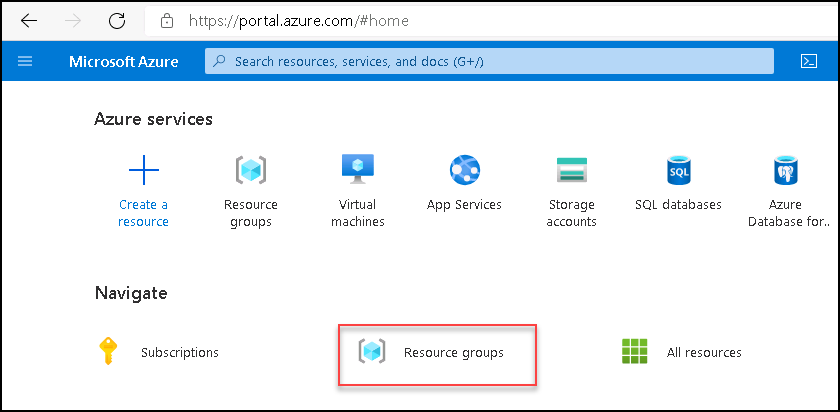 https://portal.azure.com/#home
Microsoft Azure
Search resources, services, and docs (G+/)
Azure services
Create a
resource
Resource
groups
Virtual
machines
App Services
Storage
accounts
SQL
SQL databases
Azure
Database for..
Navigate
Subscriptions
Resource groups
All resources